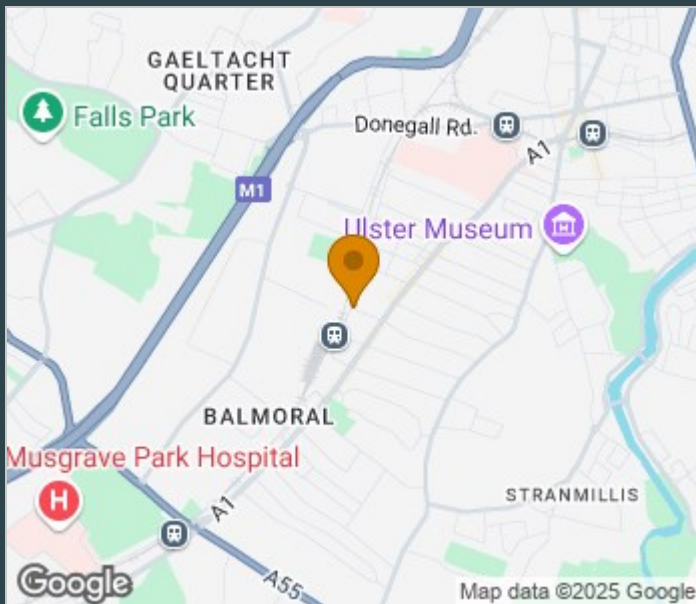 GAELTACHT
QUARTER
Falls Park
Donegall Rd.
A1
M1
Ulster Museum
BALMORAL
Musgrave Park Hospital
H
STRANMILLIS
A1
A55
Google
Map data ©2025 Google